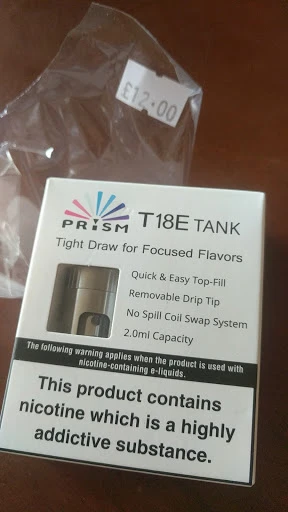 £12.00
PRiSM T18E TANK
Tight Draw for Focused Flavors
Quick & Easy Top-Fill
Removable Drip Tip
No Spill Coil Swap System
2.0ml Capacity
The following warning applies when the product is used with
nicotine-containing e-liquids.
This product contains
nicotine which is a highly
addictive substance.